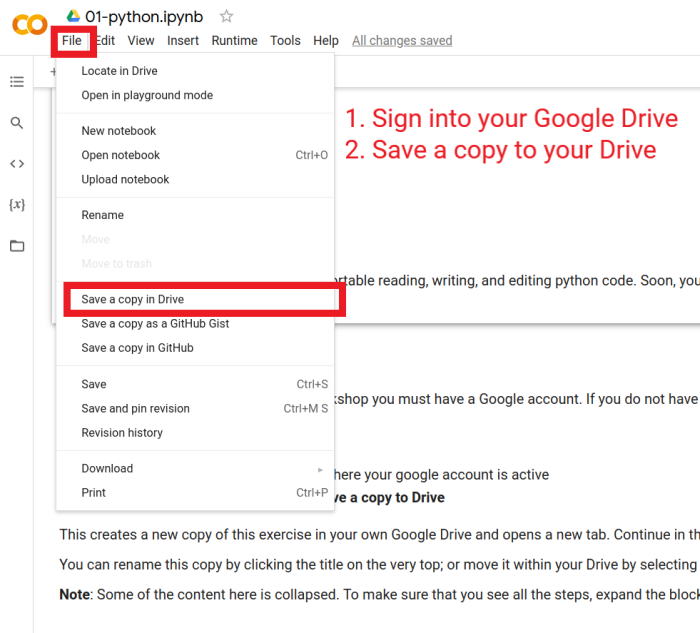 01-python.ipynb
File Edit View Insert Runtime Tools Help All changes saved
Locate in Drive
Open in playground mode
1. Sign into your Google Drive
2. Save a copy to your Drive
New notebook
Open notebook Ctrl+O
Upload notebook
Rename
Move
Move to trash
reading, writing, and editing python code. Soon, you
Save a copy in Drive
Save a copy as a GitHub Gist
Save a copy in GitHub
Save Ctrl+S
you must have a Google account. If you do not have
Save and pin revision Ctrl+M S
Revision history
Download
here your google account is active
Print Ctrl+P
a copy to Drive
This creates a new copy of this exercise in your own Google Drive and opens a new tab. Continue in
You can rename this copy by clicking the title on the very top; or move it within your Drive by selecting
Note: Some of the content here is collapsed. To make sure that you see all the steps, expand the